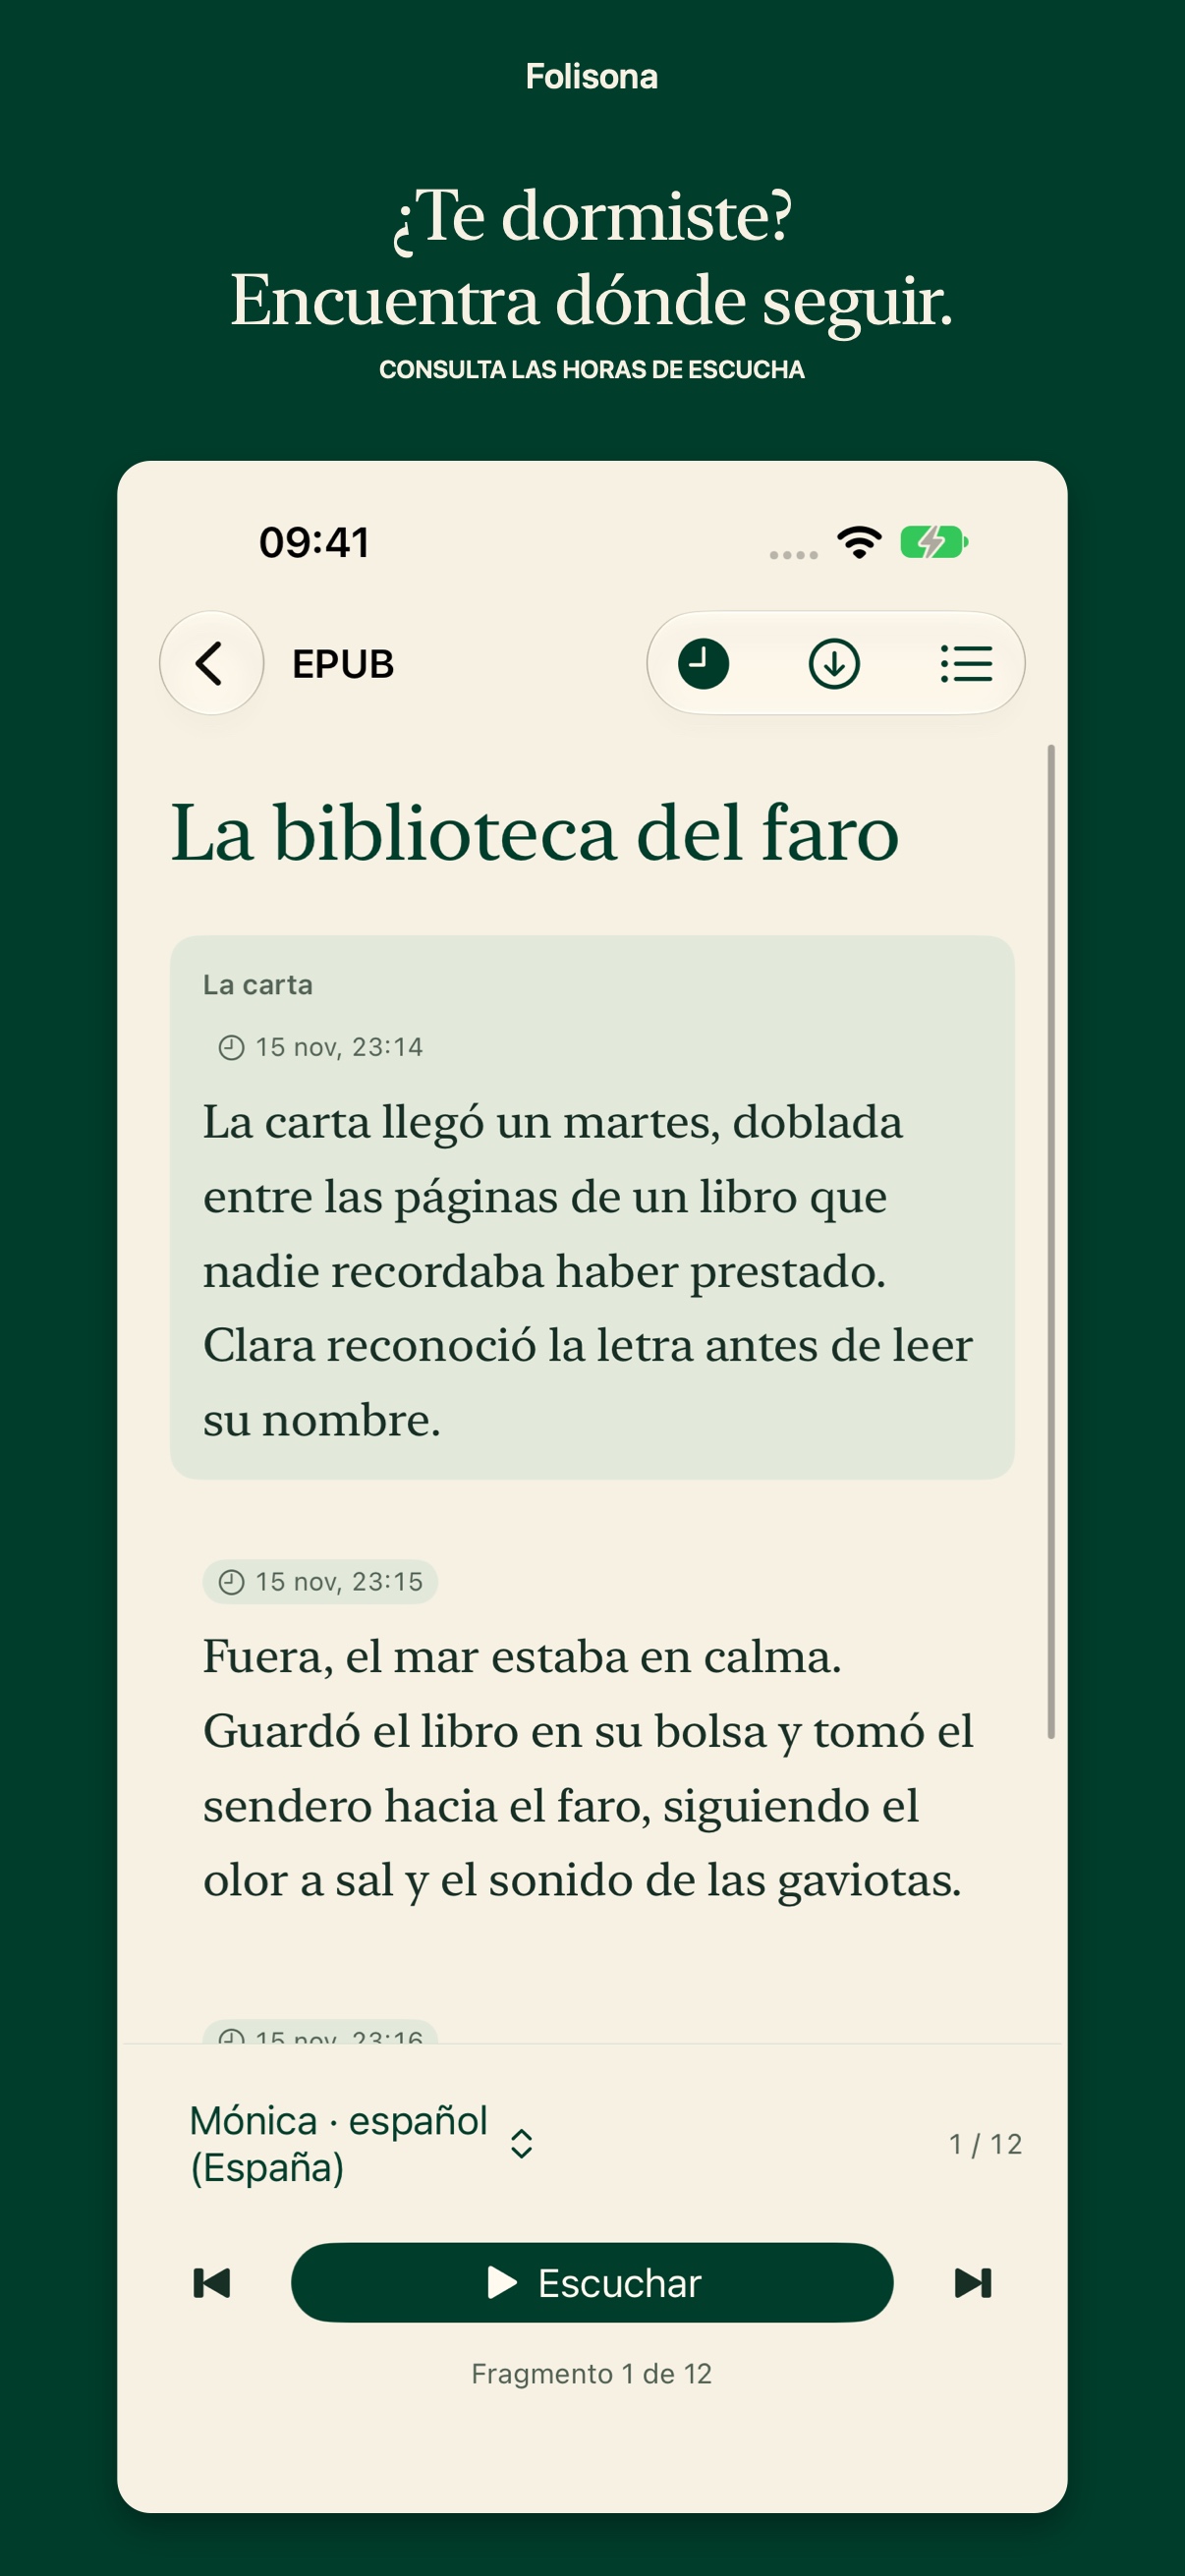 Folisona
¿Te dormiste?
Encuentra dónde seguir.
CONSULTA LAS HORAS DE ESCUCHA
09:41
EPUB
La biblioteca del faro
La carta
15 nov, 23:14
La carta llegó un martes, doblada
entre las páginas de un libro que
nadie recordaba haber prestado.
Clara reconoció la letra antes de leer
su nombre.
15 nov, 23:15
Fuera, el mar estaba en calma.
Guardó el libro en su bolsa y tomó el
sendero hacia el faro, siguiendo el
olor a sal y el sonido de las gaviotas.
15 nov, 23:16
Mónica · español
(España)
1 / 12
Escuchar
Fragmento 1 de 12